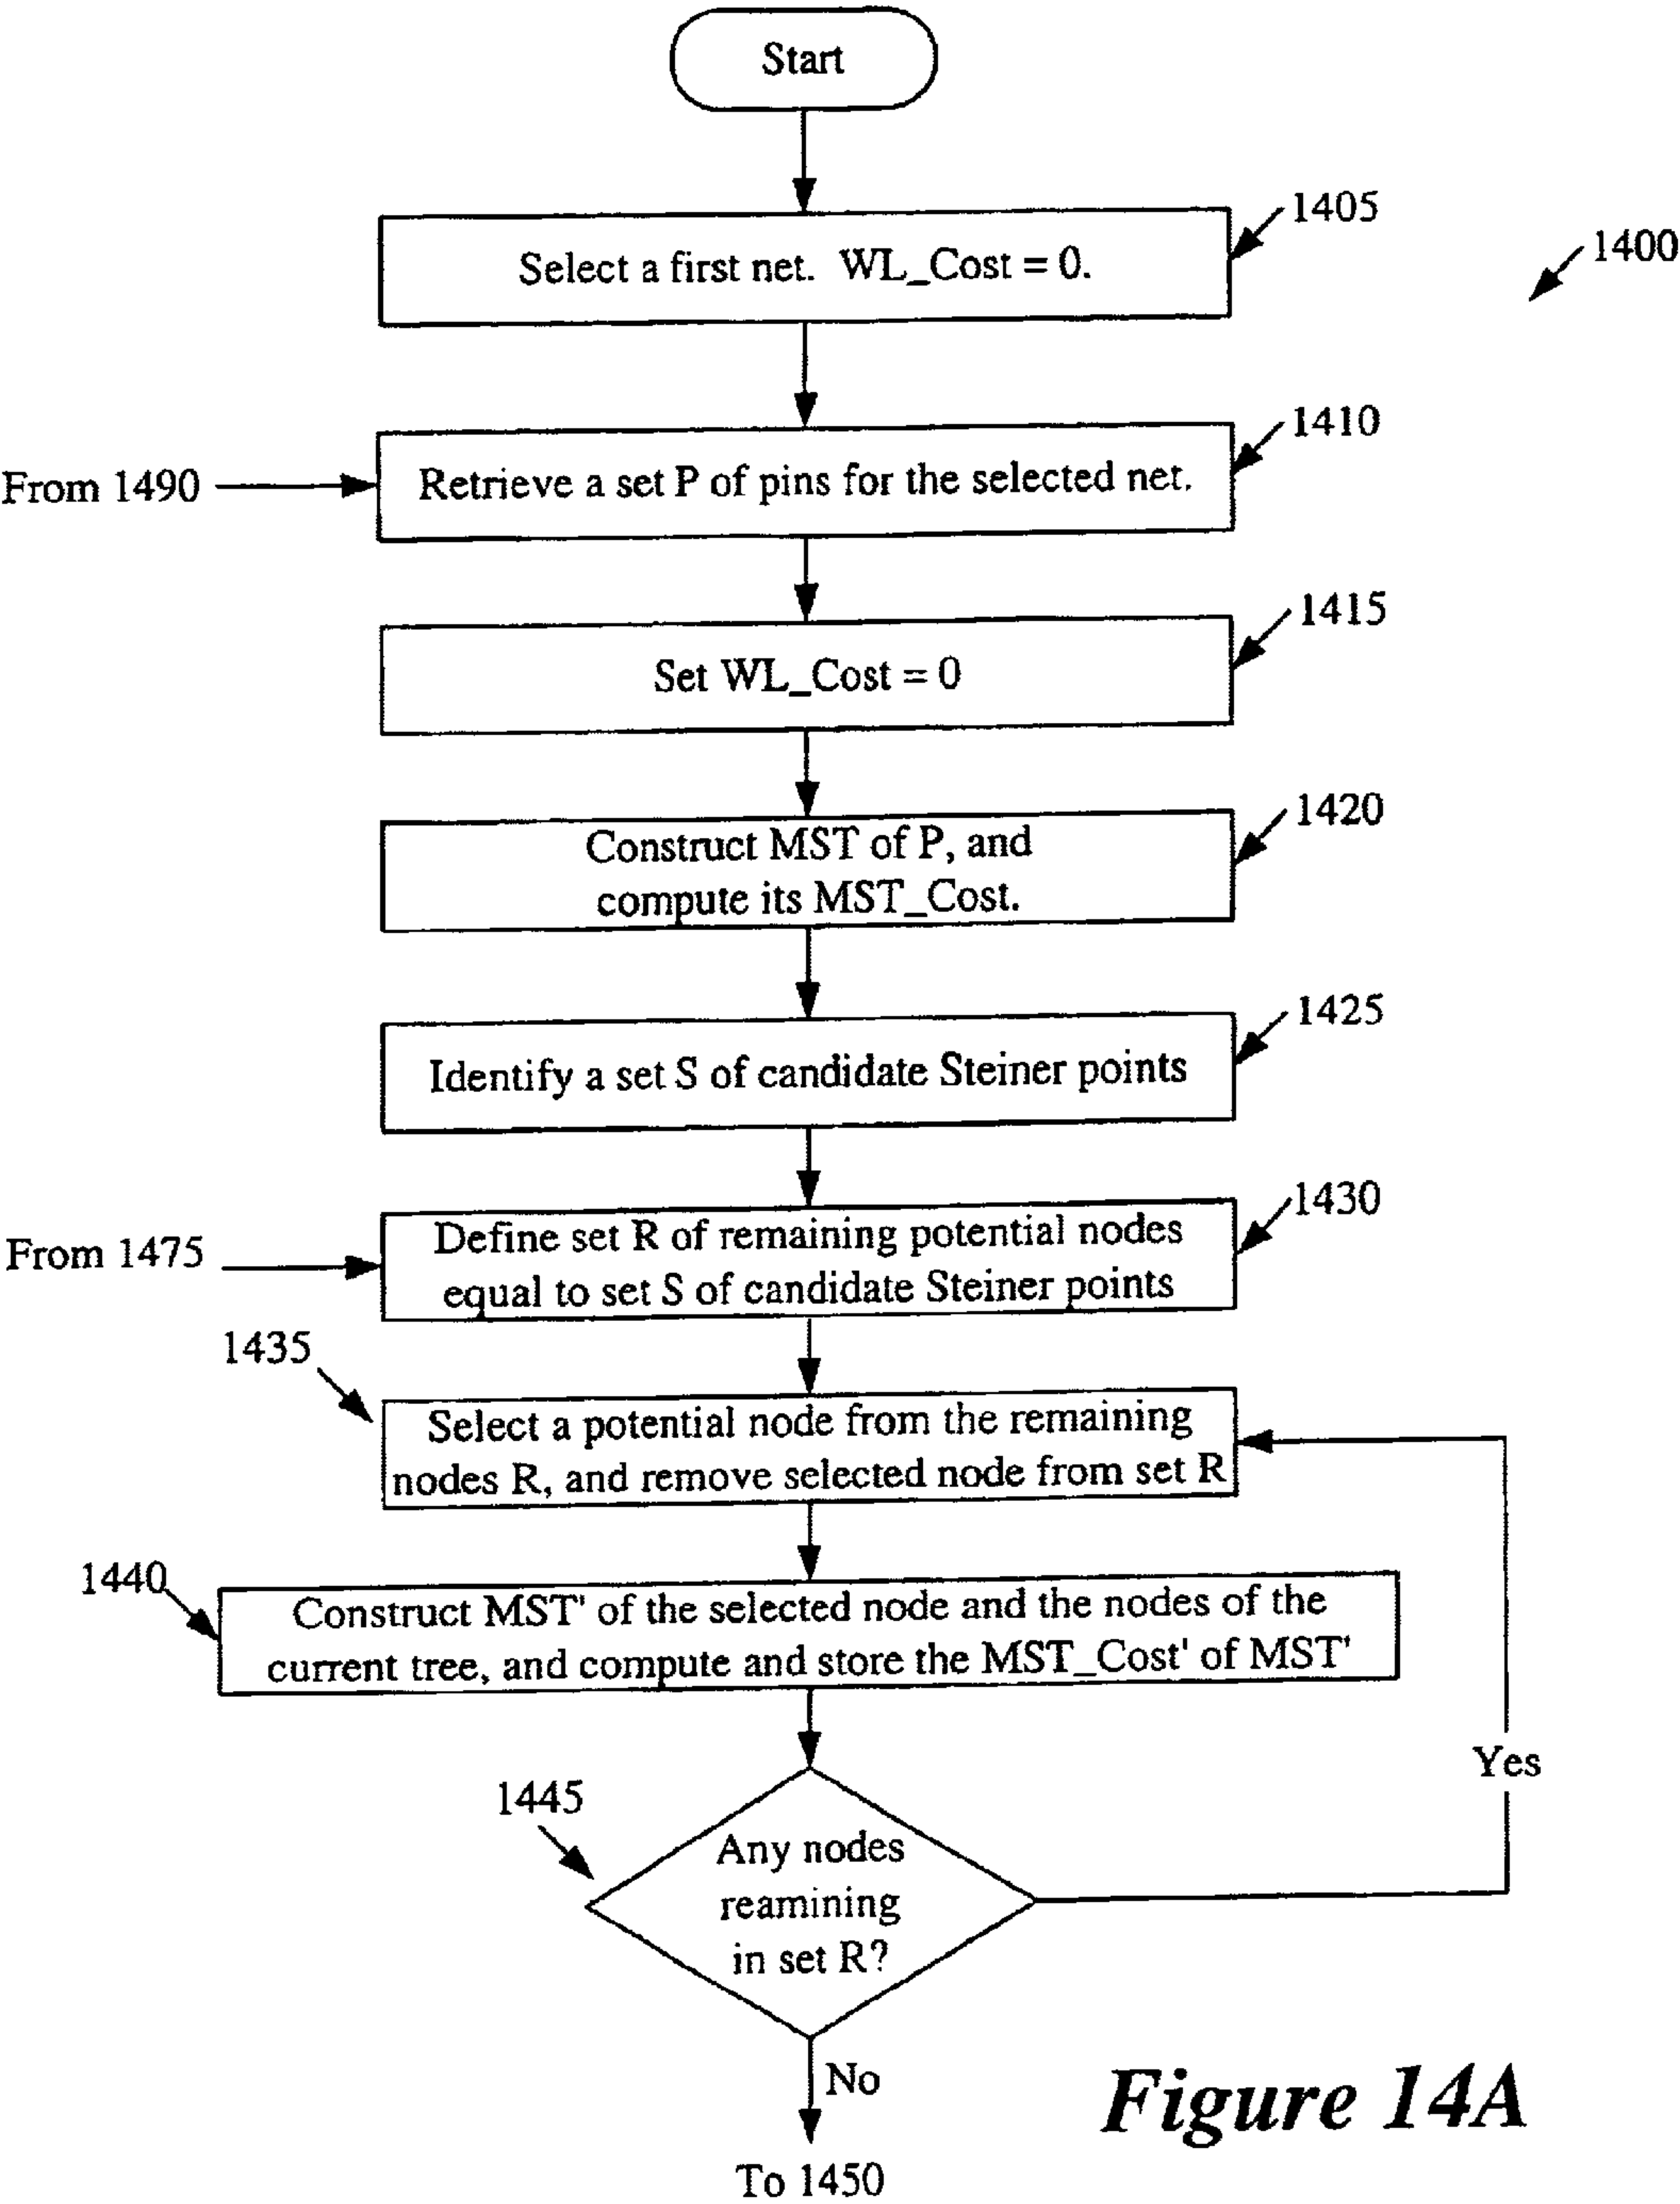 Start
1405
Select a first net. WL_Cost = 0.
1400
1410
From 1490
Retrieve a set P of pins for the selected net.
1415
Set WL_Cost = 0
1420
Construct MST of P, and
compute its MST_Cost.
1425
Identify a set S of candidate Steiner points
1430
From 1475
Define set R of remaining potential nodes
equal to set S of candidate Steiner points
1435
Select a potential node from the remaining
nodes R, and remove selected node from set R
1440
Construct MST' of the selected node and the nodes of the
current tree, and compute and store the MST_Cost' of MST'
Yes
1445
Any nodes
reamining
in set R?
No
To 1450
Figure 14A